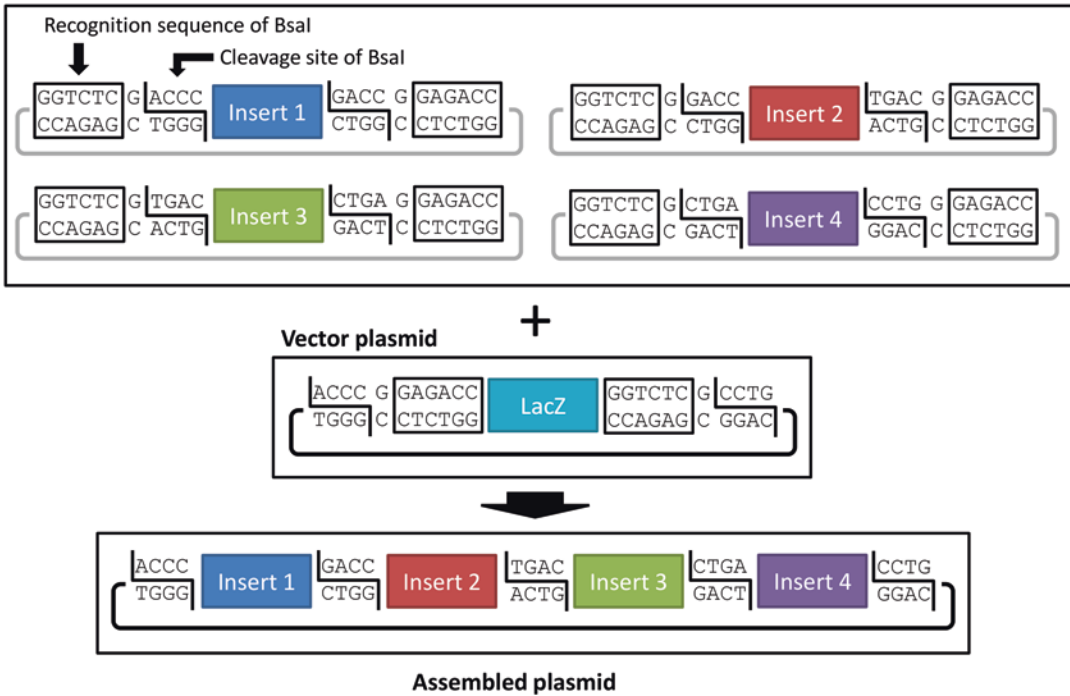 Recognition sequence of BsaI
Cleavage site of BsaI
GGTCTC G ACCC Insert 1 GACC G GAGACC
CCAGAG C TGGG CTGG C CTCTGG
GGTCTC G GACC Insert 2 TGAC G GAGACC
CCAGAG C CTGG ACTG C CTCTGG
GGTCTC G TGAC Insert 3 CTGA G GAGACC
CCAGAG C ACTG GACT C CTCTGG
GGTCTC G CTGA Insert 4 CCTG G GAGACC
CCAGAG C GACT GGAC C CTCTGG
+
Vector plasmid
ACCC G GAGACC LacZ GGTCTC G CCTG
TGGG C CTCTGG CCAGAG C GGAC
ACCC Insert 1 GACC Insert 2 TGAC Insert 3 CTGA Insert 4 CCTG
TGGG CTGG ACTG GACT GGAC
Assembled plasmid